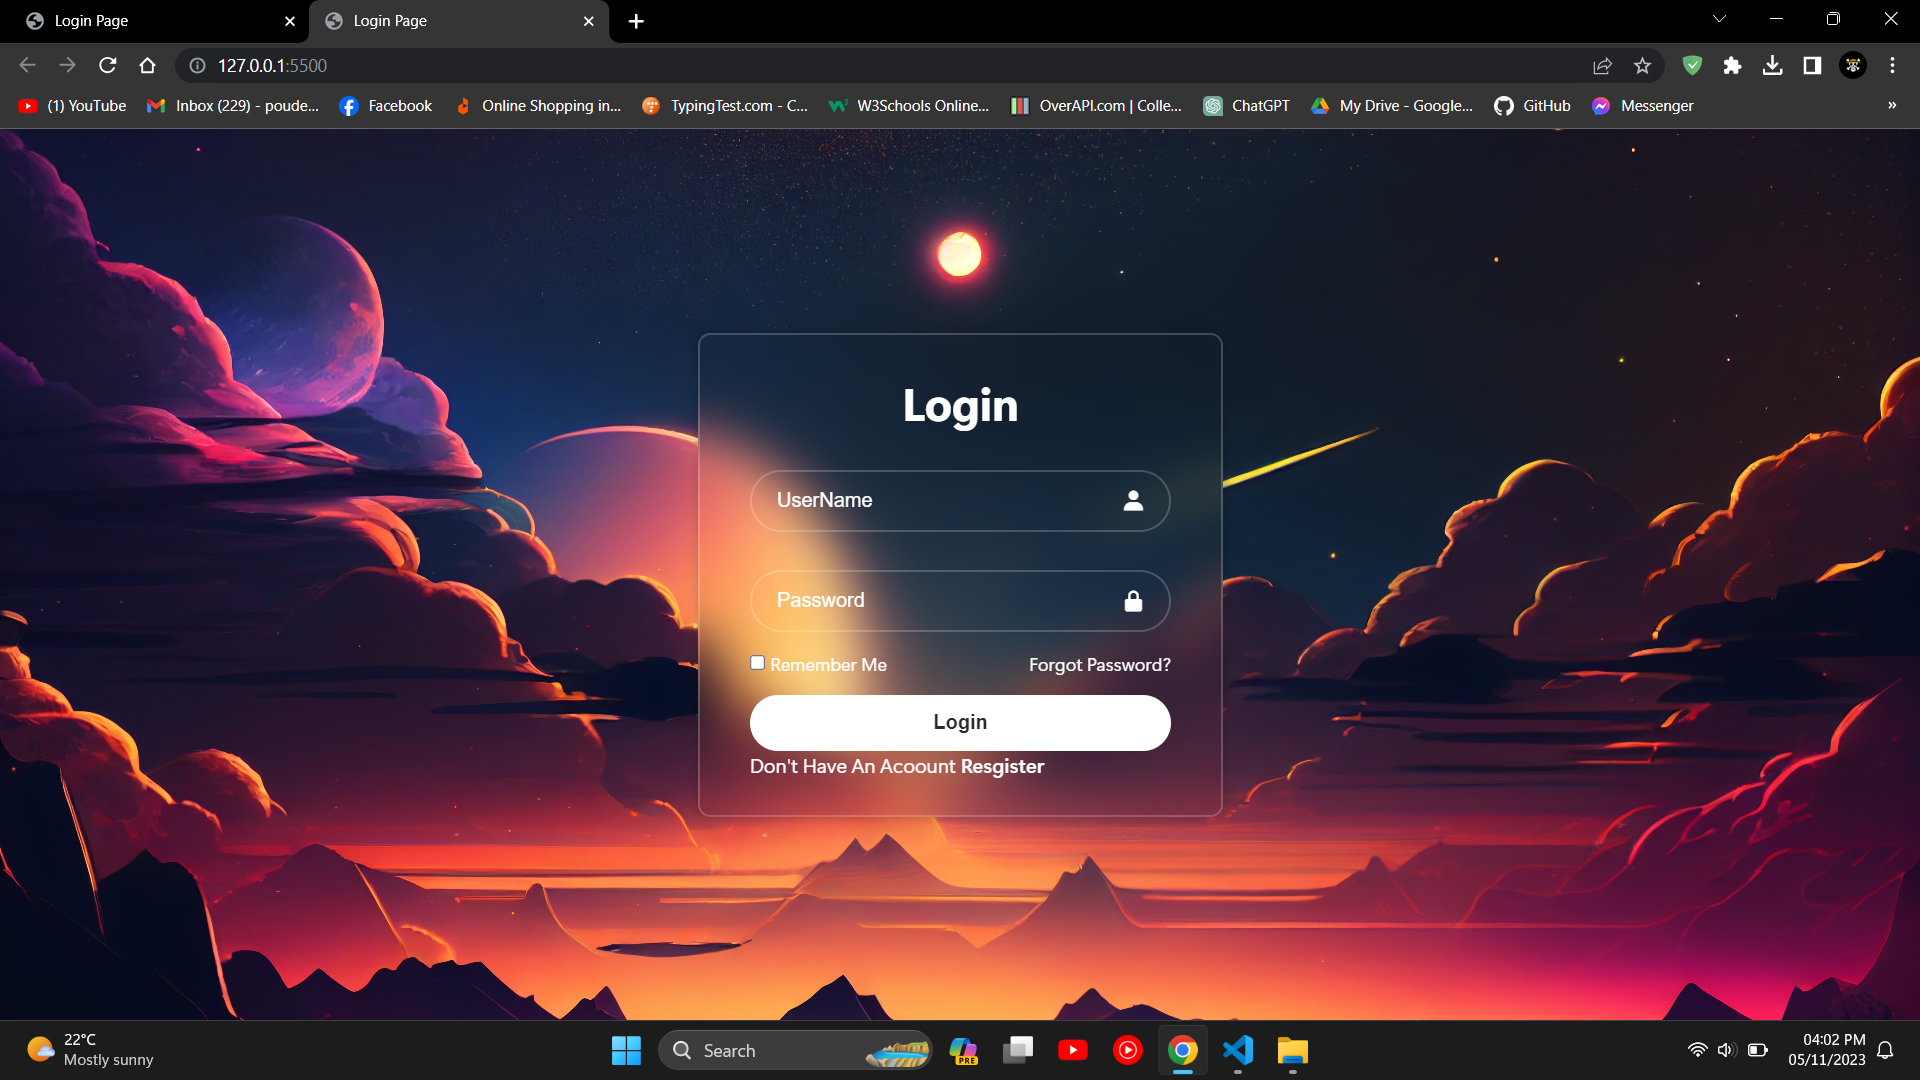 Login Page
Login Page
127.0.0.1:5500
(1) YouTube
Inbox (229) - poude...
Facebook
Online Shopping in...
TypingTest.com - C...
W3Schools Online...
OverAPI.com | Colle...
ChatGPT
My Drive - Google...
GitHub
Messenger
»
Login
UserName
Password
Remember Me
Forgot Password?
Login
Don't Have An Acoount Resgister
22°C
Mostly sunny
Search
PRE
04:02 PM
05/11/2023